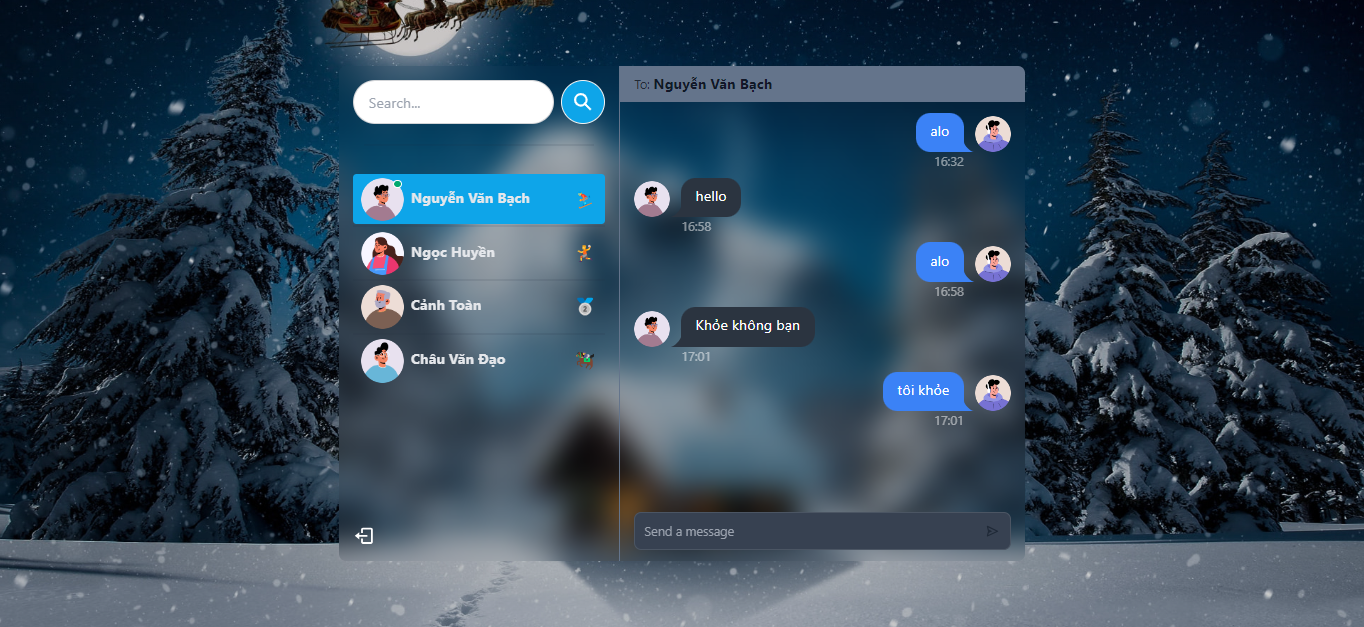 Search...
Nguyễn Văn Bạch
Ngọc Huyền
Cảnh Toàn
Châu Văn Đạo
To: Nguyễn Văn Bạch
alo
16:32
hello
16:58
alo
16:58
Khỏe không bạn
17:01
tôi khỏe
17:01
Send a message